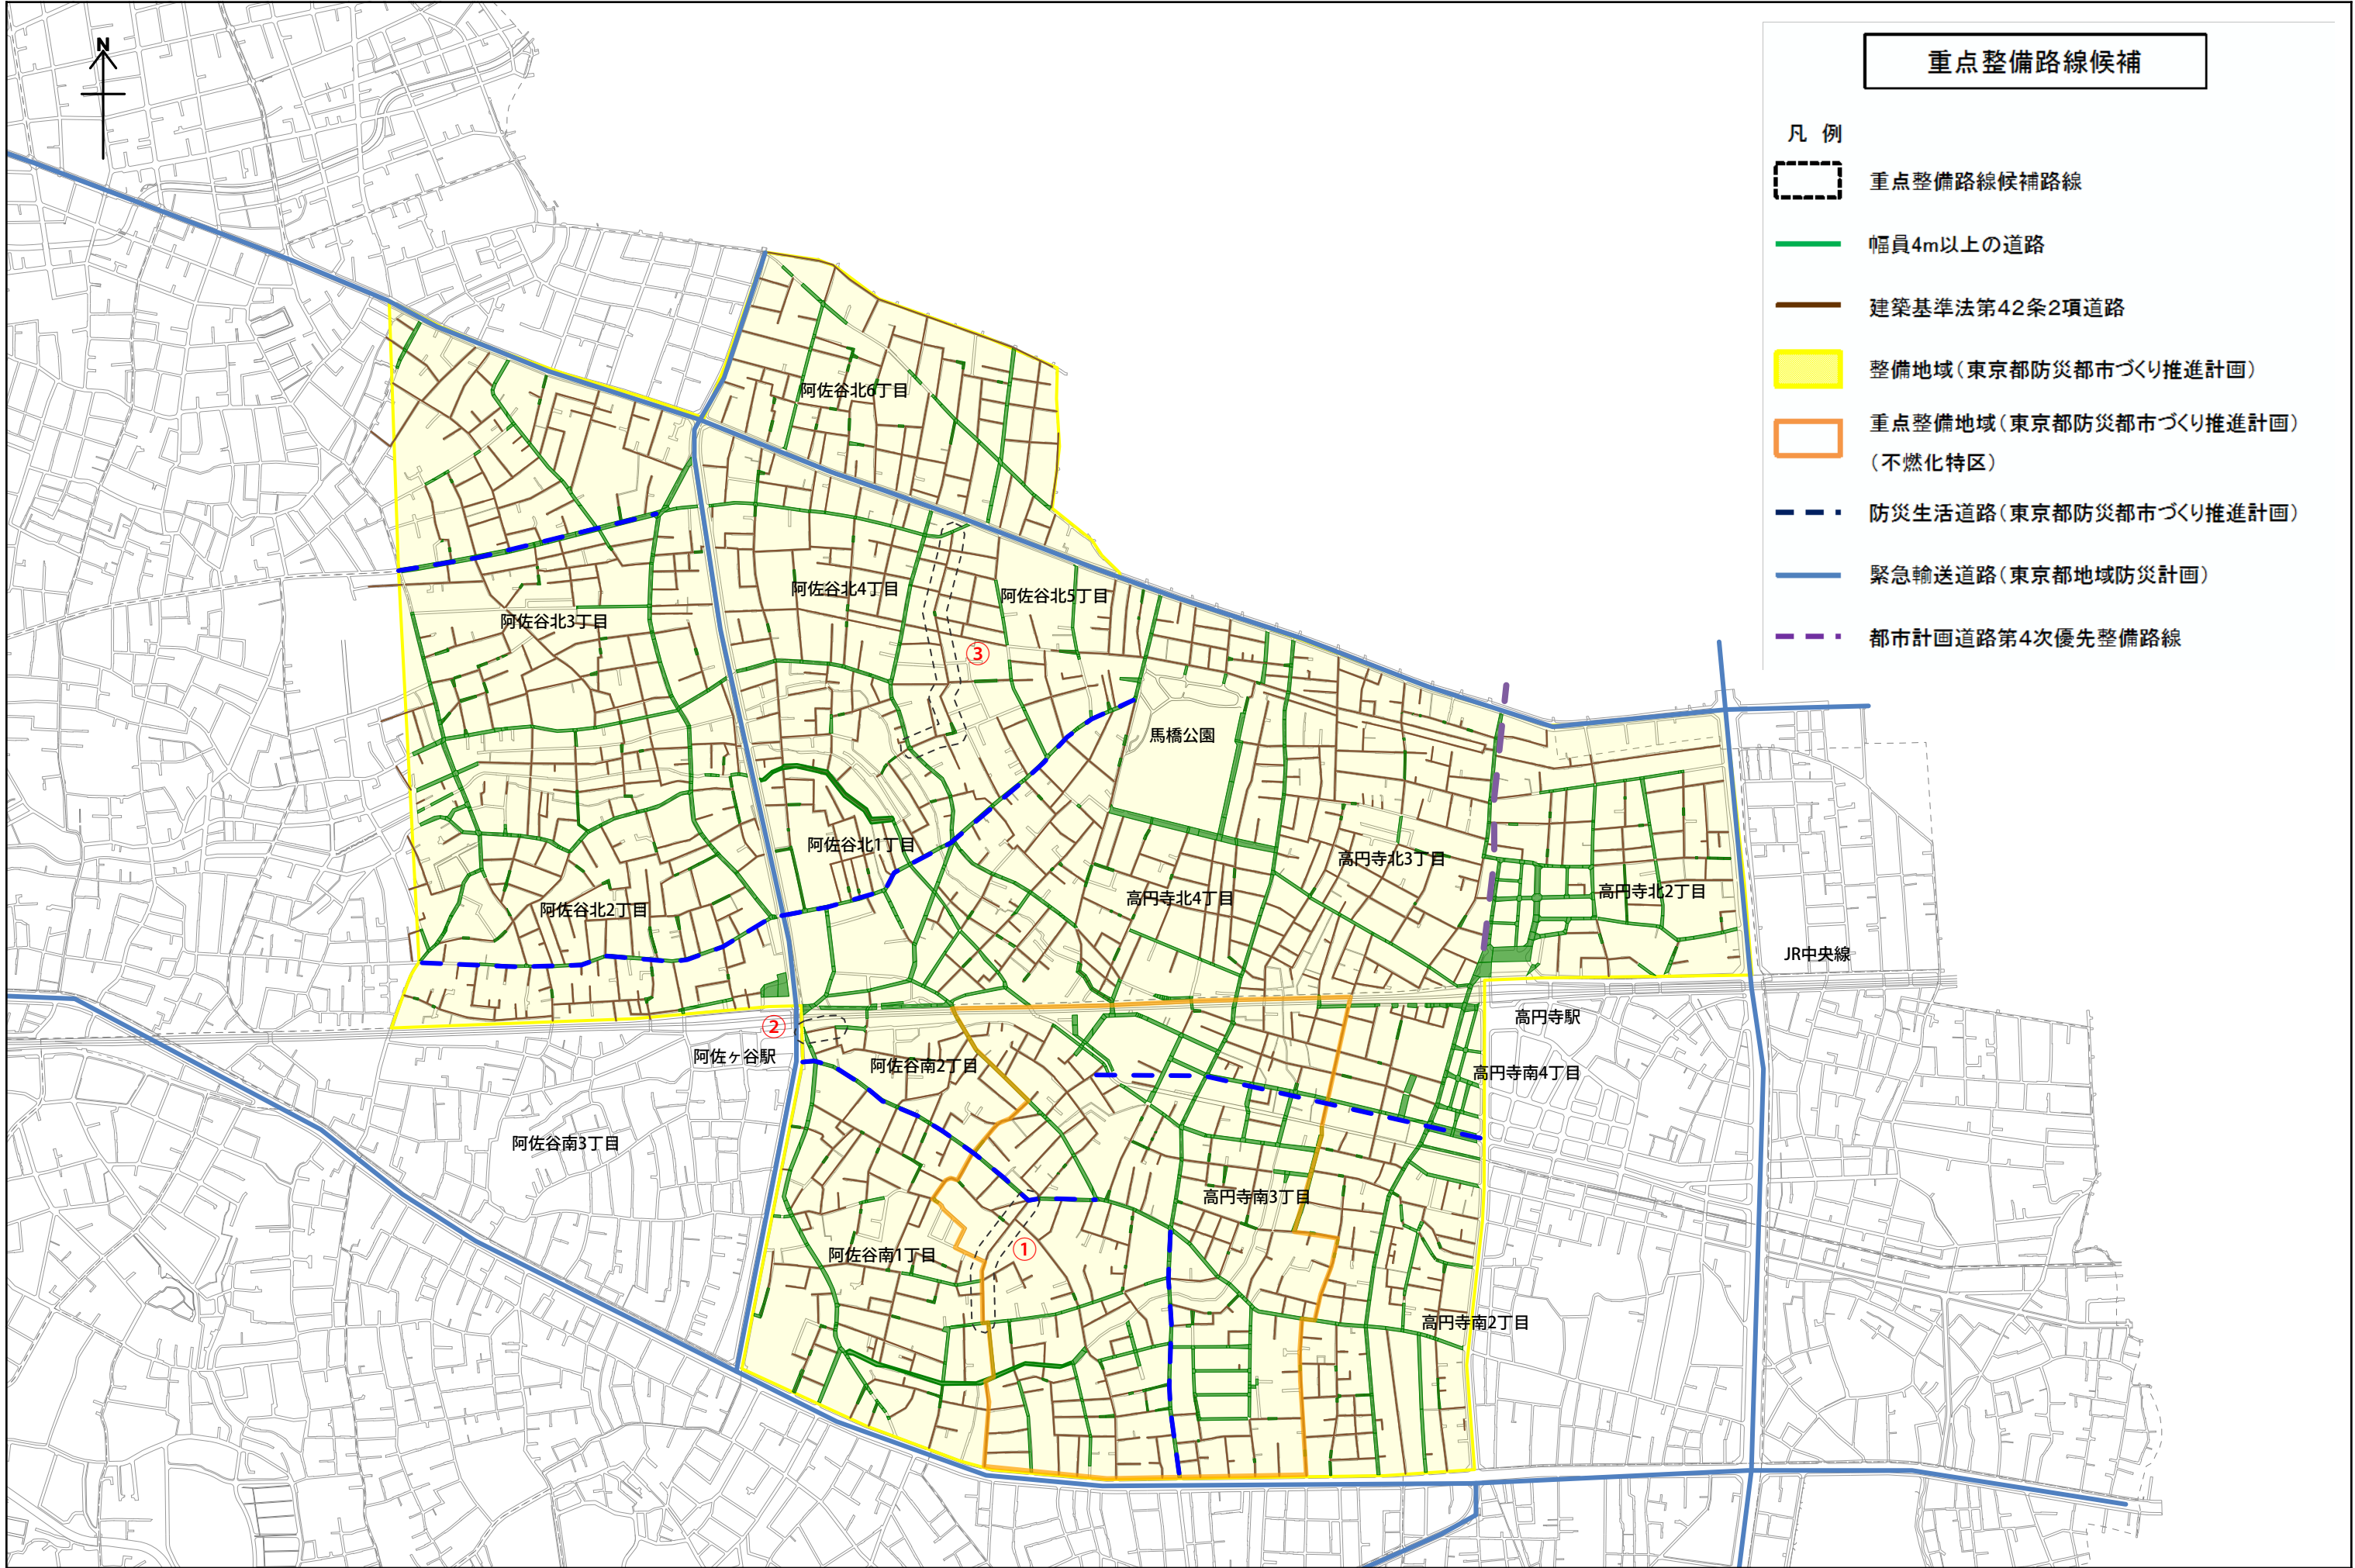 N
重点整備路線候補
凡 例
重点整備路線候補路線
幅員4m以上の道路
建築基準法第42条2項道路
整備地域（東京都防災都市づくり推進計画）
重点整備地域（東京都防災都市づくり推進計画）
（不燃化特区）
防災生活道路（東京都防災都市づくり推進計画）
緊急輸送道路（東京都地域防災計画）
都市計画道路第4次優先整備路線
阿佐谷北6丁目
阿佐谷北4丁目
阿佐谷北5丁目
阿佐谷北3丁目
③
馬橋公園
阿佐谷北1丁目
高円寺北3丁目
高円寺北4丁目
高円寺北2丁目
阿佐谷北2丁目
JR中央線
②
高円寺駅
阿佐ヶ谷駅
阿佐谷南2丁目
高円寺南4丁目
阿佐谷南3丁目
高円寺南3丁目
①
阿佐谷南1丁目
高円寺南2丁目